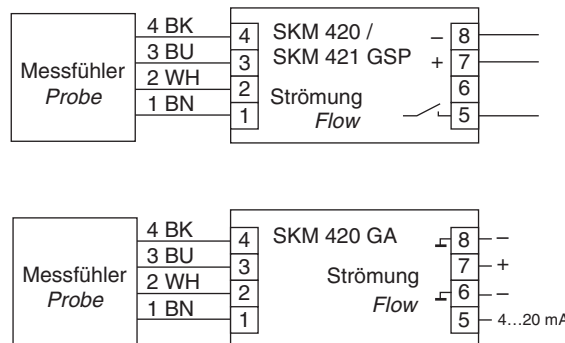 4 BK
3 BU
2 WH
1 BN
Messfühler
Probe
4
3
2
1
SKM 420 /
SKM 421 GSP
Strömung
Flow
– 8
+ 7
6
5
4 BK
3 BU
2 WH
1 BN
Messfühler
Probe
4
3
2
1
SKM 420 GA
Strömung
Flow
8 –
7 +
6 –
5 4...20 mA